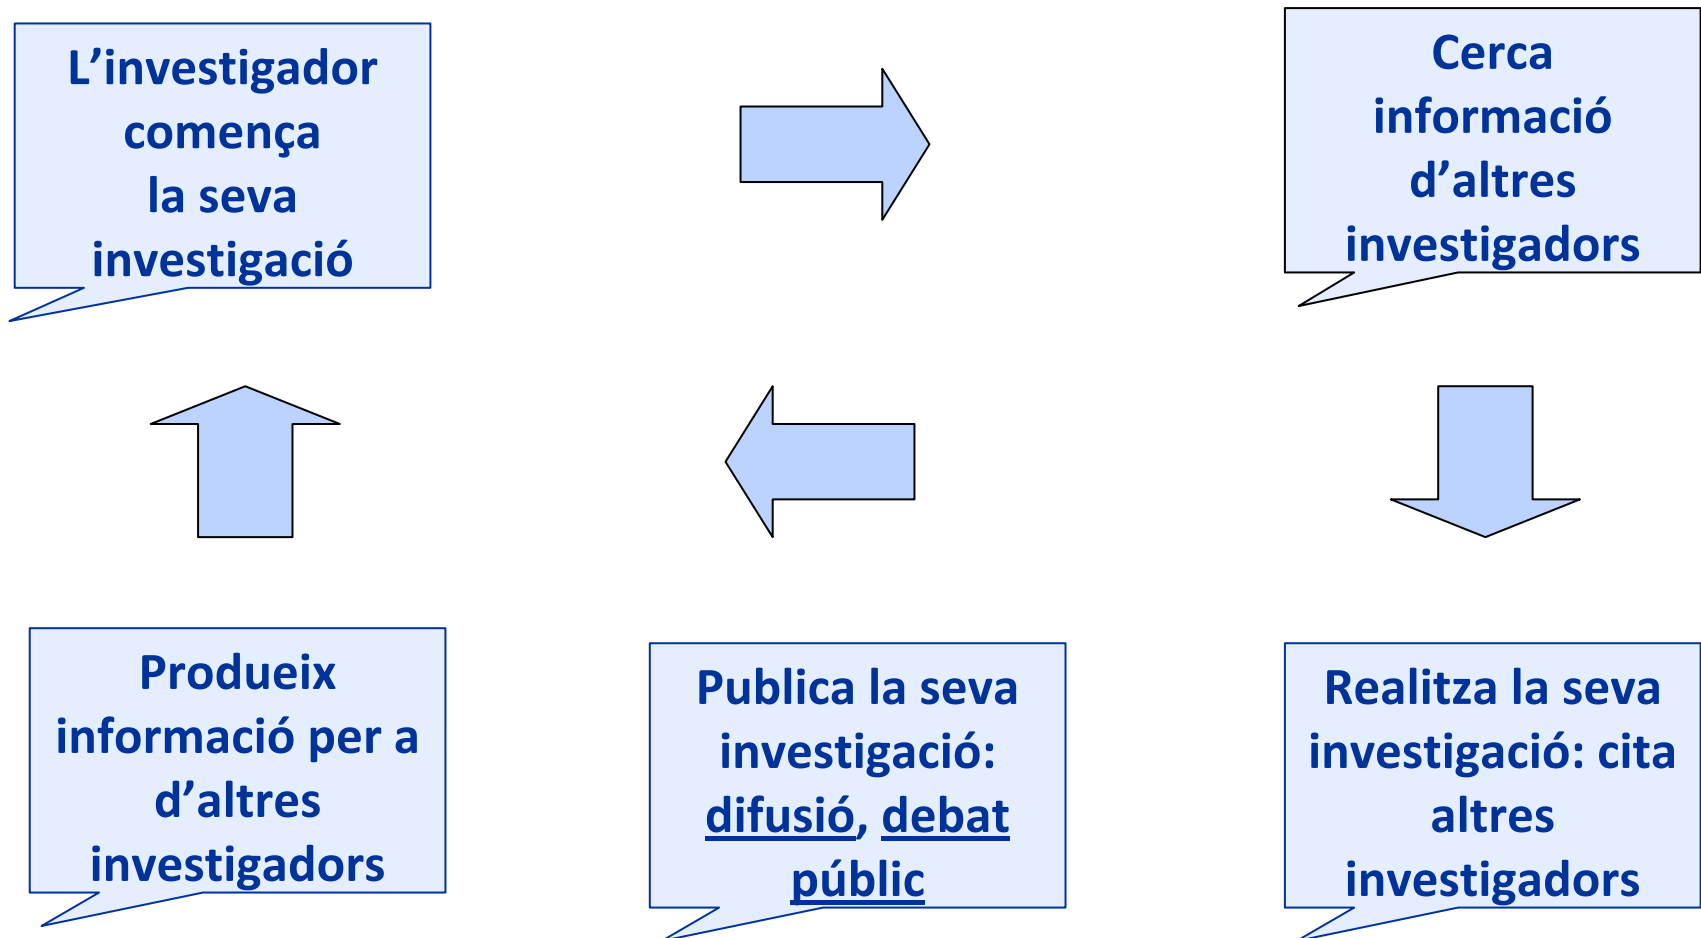 L’investigador
comença
la seva
investigació
Cerca
informació
d’altres
investigadors
Produeix
informació per a
d’altres
investigadors
Publica la seva
investigació:
difusió, debat
públic
Realitza la seva
investigació: cita
altres
investigadors